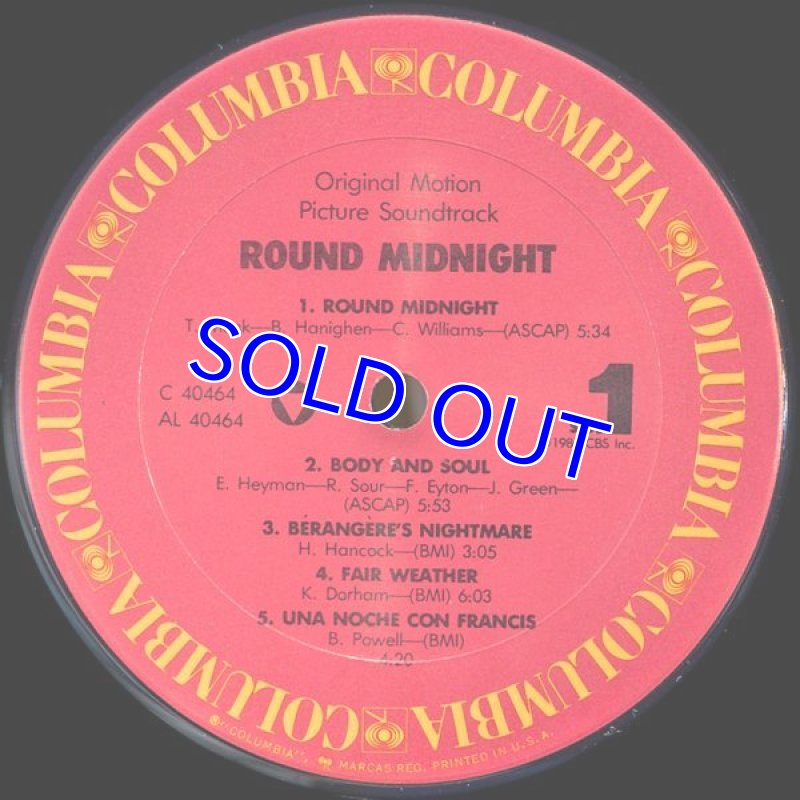 COLUMBIA COLUMBIA COLUMBIA COLUMBIA COLUMBIA COLUMBIA
Original Motion
Picture Soundtrack
ROUND MIDNIGHT
1. ROUND MIDNIGHT
B. Hanighen—C. Williams—(ASCAP) 5:34
SOLD OUT
C 40464
AL 40464
1
CBS Inc.
2. BODY AND SOUL
E. Heyman—R. Sour—F. Eyton—J. Green—
(ASCAP) 5:53
3. BÉRANGÈRE'S NIGHTMARE
H. Hancock—(BMI) 3:05
4. FAIR WEATHER
K. Dorham—(BMI) 6:03
5. UNA NOCHE CON FRANCIS
B. Powell—(BMI)
4:20
®"COLUMBIA", MARCAS REG. PRINTED IN U.S.A.